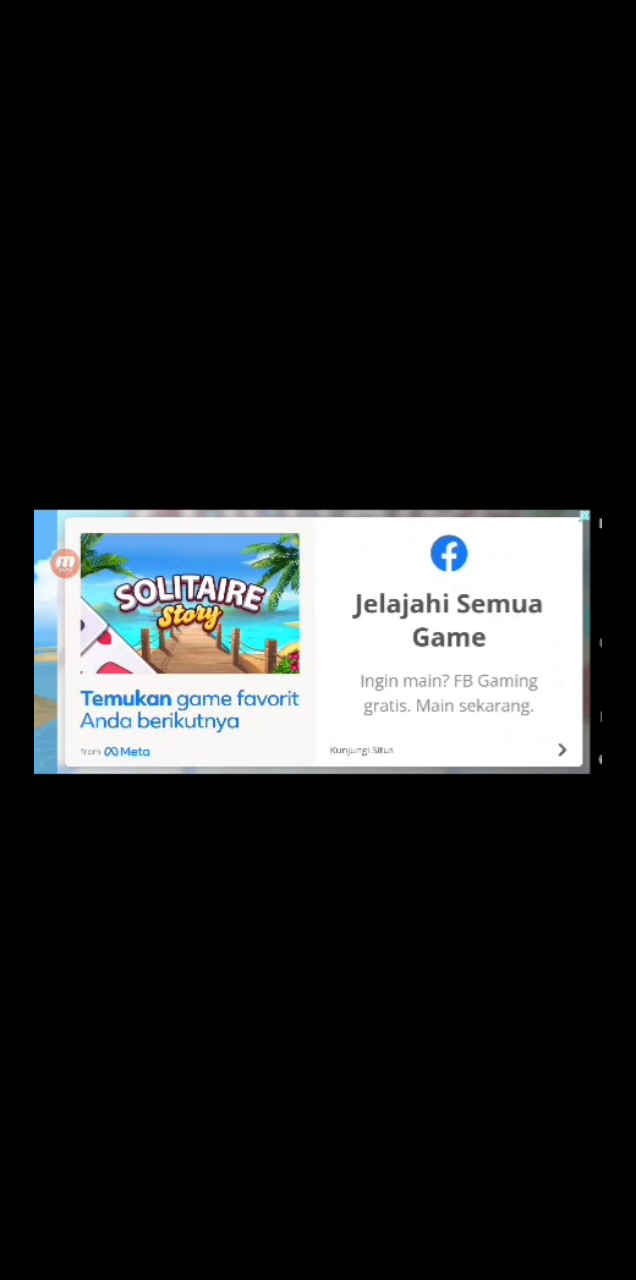 SOLITAIRE
Story
Temukan game favorit
Anda berikutnya
from Meta
Jelajahi Semua
Game
Ingin main? FB Gaming
gratis. Main sekarang.
Kunjungi Situs